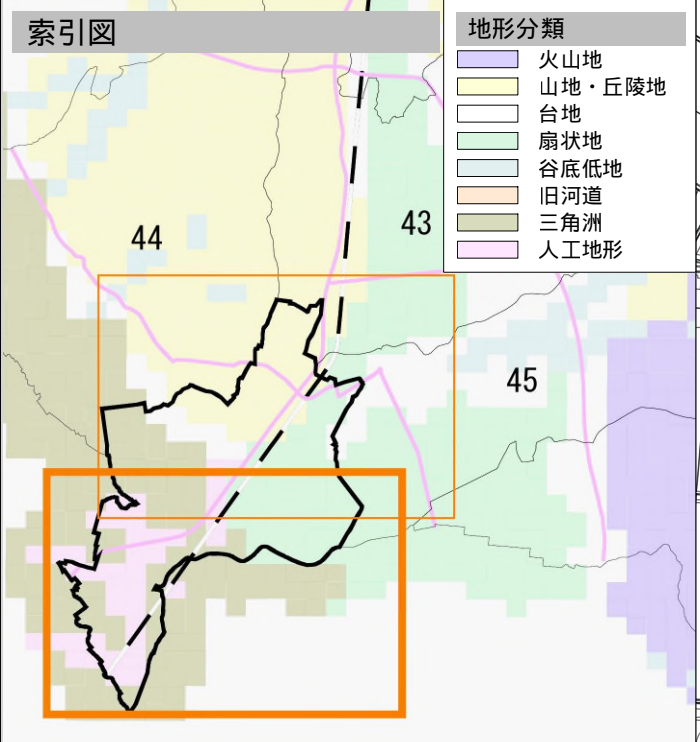 索引図
地形分類
火山地
山地・丘陵地
台地
扇状地
谷底低地
旧河道
三角洲
人工地形
43
44
45